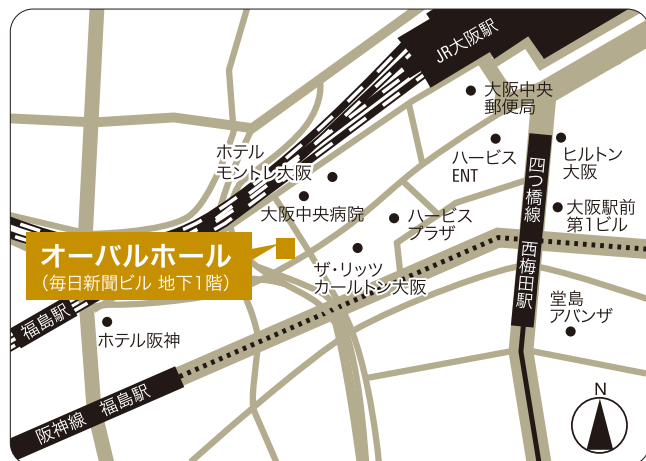 JR大阪駅
大阪中央
郵便局
ホテル
モントレ大阪
ハービス
ENT
ヒルトン
大阪
四つ橋線 西梅田駅
大阪中央病院
ハービス
プラザ
大阪駅前
第1ビル
オーバルホール
（毎日新聞ビル 地下1階）
ザ・リッツ
カールトン大阪
福島駅
ホテル阪神
堂島
アバンザ
阪神線 福島駅
N